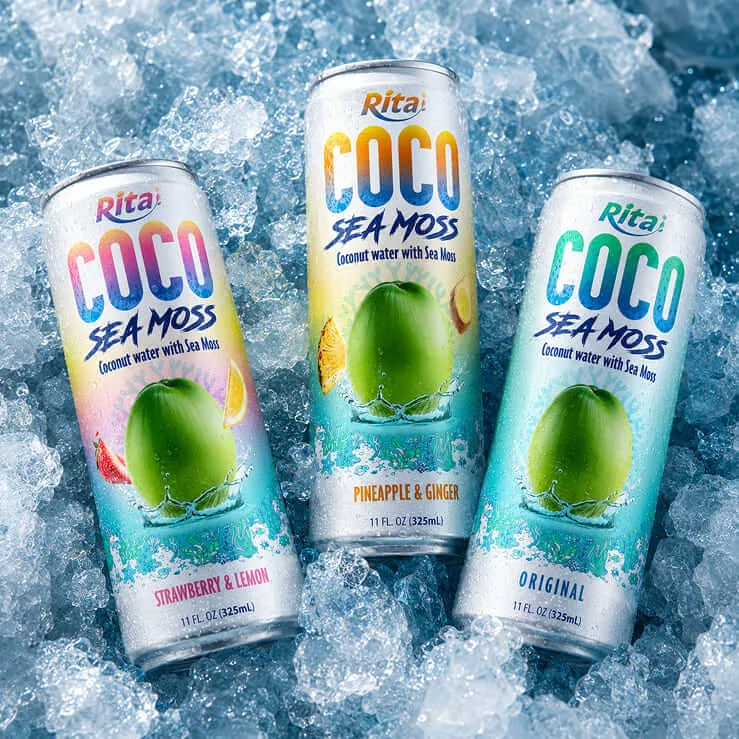 Rita
COCO
SEA MOSS
Coconut water with Sea Moss
STRAWBERRY & LEMON
11 FL. OZ (325mL)
Rita
COCO
SEA MOSS
Coconut water with Sea Moss
PINEAPPLE & GINGER
11 FL. OZ (325mL)
Rita
COCO
SEA MOSS
Coconut water with Sea Moss
ORIGINAL
11 FL. OZ (325mL)